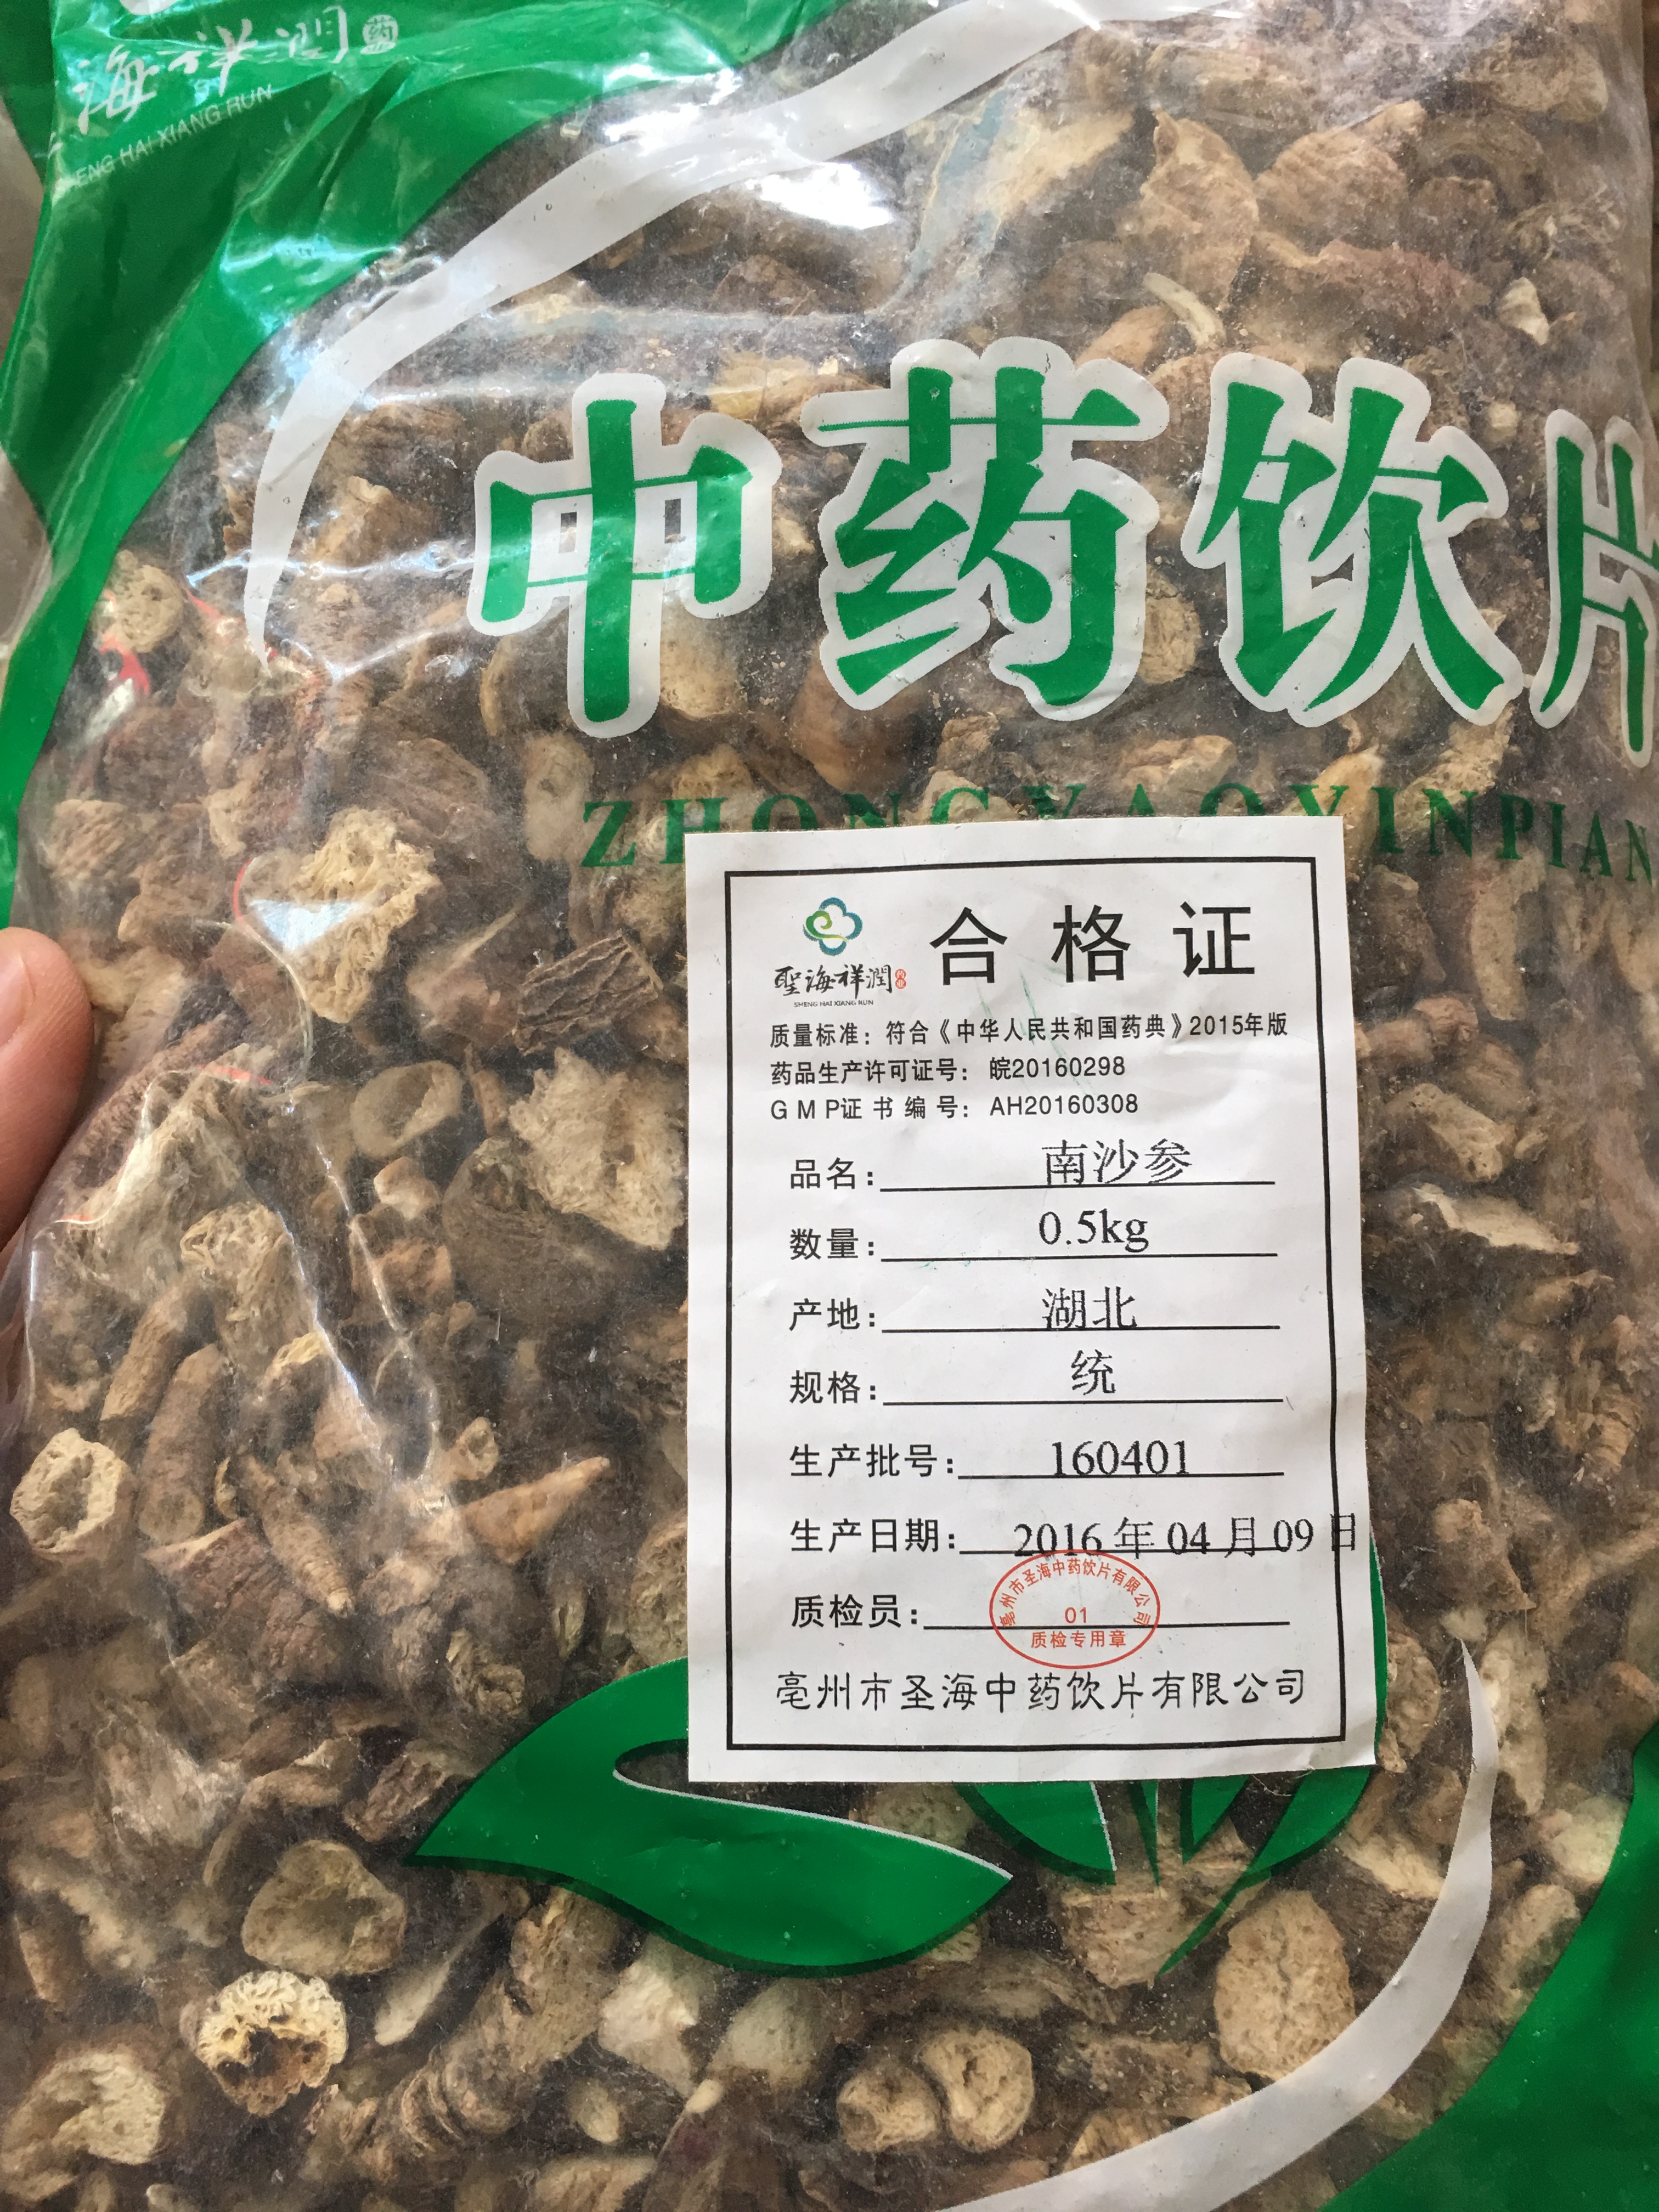 海祥潤 药
SHENG HAI XIANG RUN
中药饮片
ZHONGYAOYINPIAN
聖海祥潤
SHENG HAI XIANG RUN
合格证
质量标准：符合《中华人民共和国药典》2015年版
药品生产许可证号：皖20160298
GMP证书编号：AH20160308
品名：南沙参
数量：0.5kg
产地：湖北
规格：统
生产批号：160401
生产日期：2016年04月09日
质检员：
亳州市圣海中药饮片有限公司
01
质检专用章
亳州市圣海中药饮片有限公司